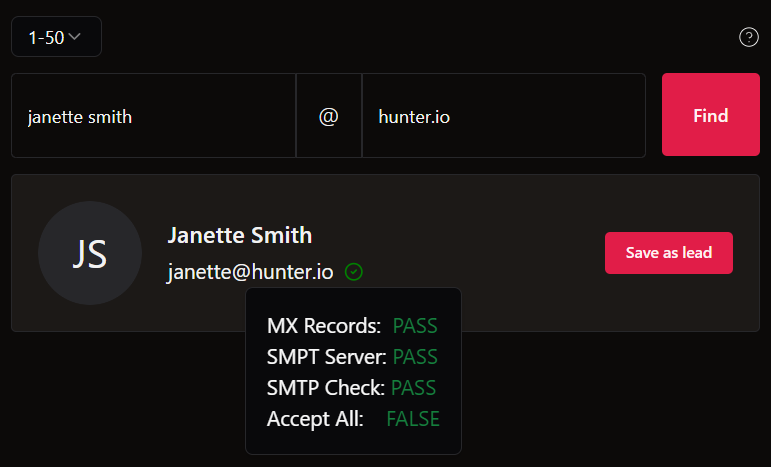 1-50
?
janette smith @ hunter.io Find
JS
Janette Smith
janette@hunter.io
Save as lead
MX Records: PASS
SMPT Server: PASS
SMTP Check: PASS
Accept All: FALSE